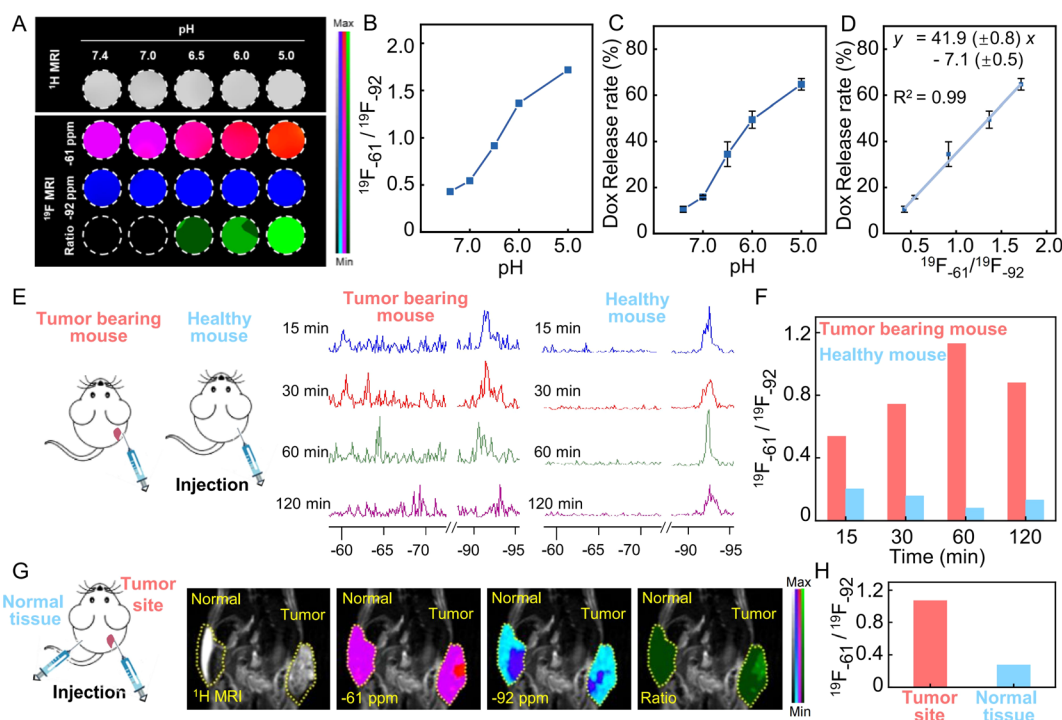 A
pH
7.4 7.0 6.5 6.0 5.0
¹H MRI
-61 ppm
¹⁹F MRI
-92 ppm
Ratio
Max
Min
B
¹⁹F-61 / ¹⁹F-92
2.0
1.5
1.0
0.5
0.0
7.0 6.0 5.0
pH
C
Dox Release rate (%)
80
60
40
20
0
7.0 6.0 5.0
pH
D
Dox Release rate (%)
y = 41.9 (±0.8) x
- 7.1 (±0.5)
R² = 0.99
80
60
40
20
0
0.0 0.5 1.0 1.5 2.0
¹⁹F-61/¹⁹F-92
E
Tumor bearing
mouse
Healthy
mouse
Injection
Tumor bearing
mouse
15 min
30 min
60 min
120 min
-60 -65 -70 -90 -95
Healthy
mouse
15 min
30 min
60 min
120 min
-60 -65 -70 -90 -95
F
Tumor bearing mouse
Healthy mouse
¹⁹F-61 / ¹⁹F-92
1.2
0.8
0.4
0
15 30 60 120
Time (min)
G
Normal
tissue
Tumor
site
Injection
Normal
Tumor
¹H MRI
Normal
Tumor
-61 ppm
Normal
Tumor
-92 ppm
Normal
Tumor
Ratio
Max
Min
H
¹⁹F-61 / ¹⁹F-92
1.2
0.8
0.4
0
Tumor
site
Normal
tissue